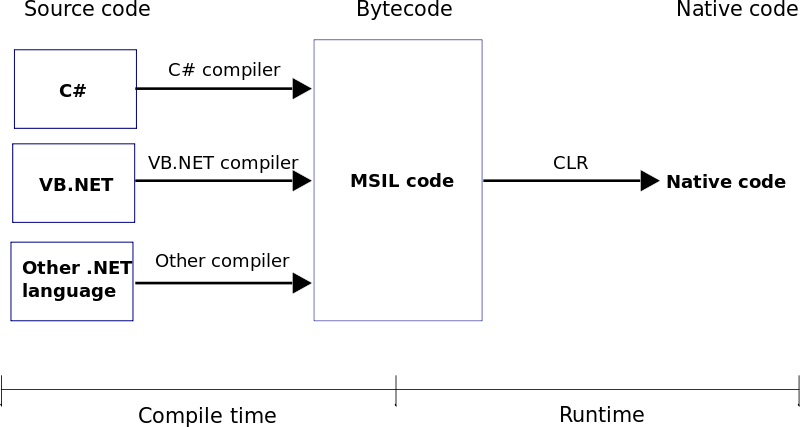 Source code
Bytecode
Native code
C#
C# compiler
VB.NET
VB.NET compiler
MSIL code
CLR
Native code
Other .NET
language
Other compiler
Compile time
Runtime